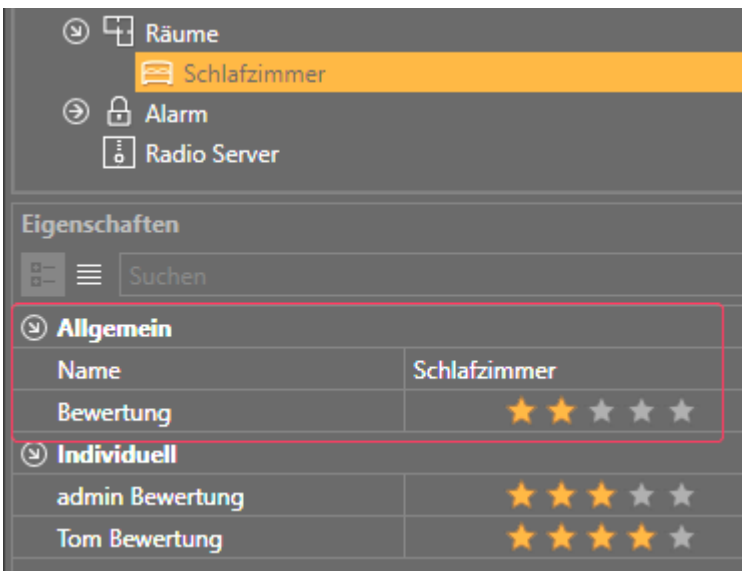 Räume
Schlafzimmer
Alarm
Radio Server
Eigenschaften
Suchen
Allgemein
Name Schlafzimmer
Bewertung
Individuell
admin Bewertung
Tom Bewertung